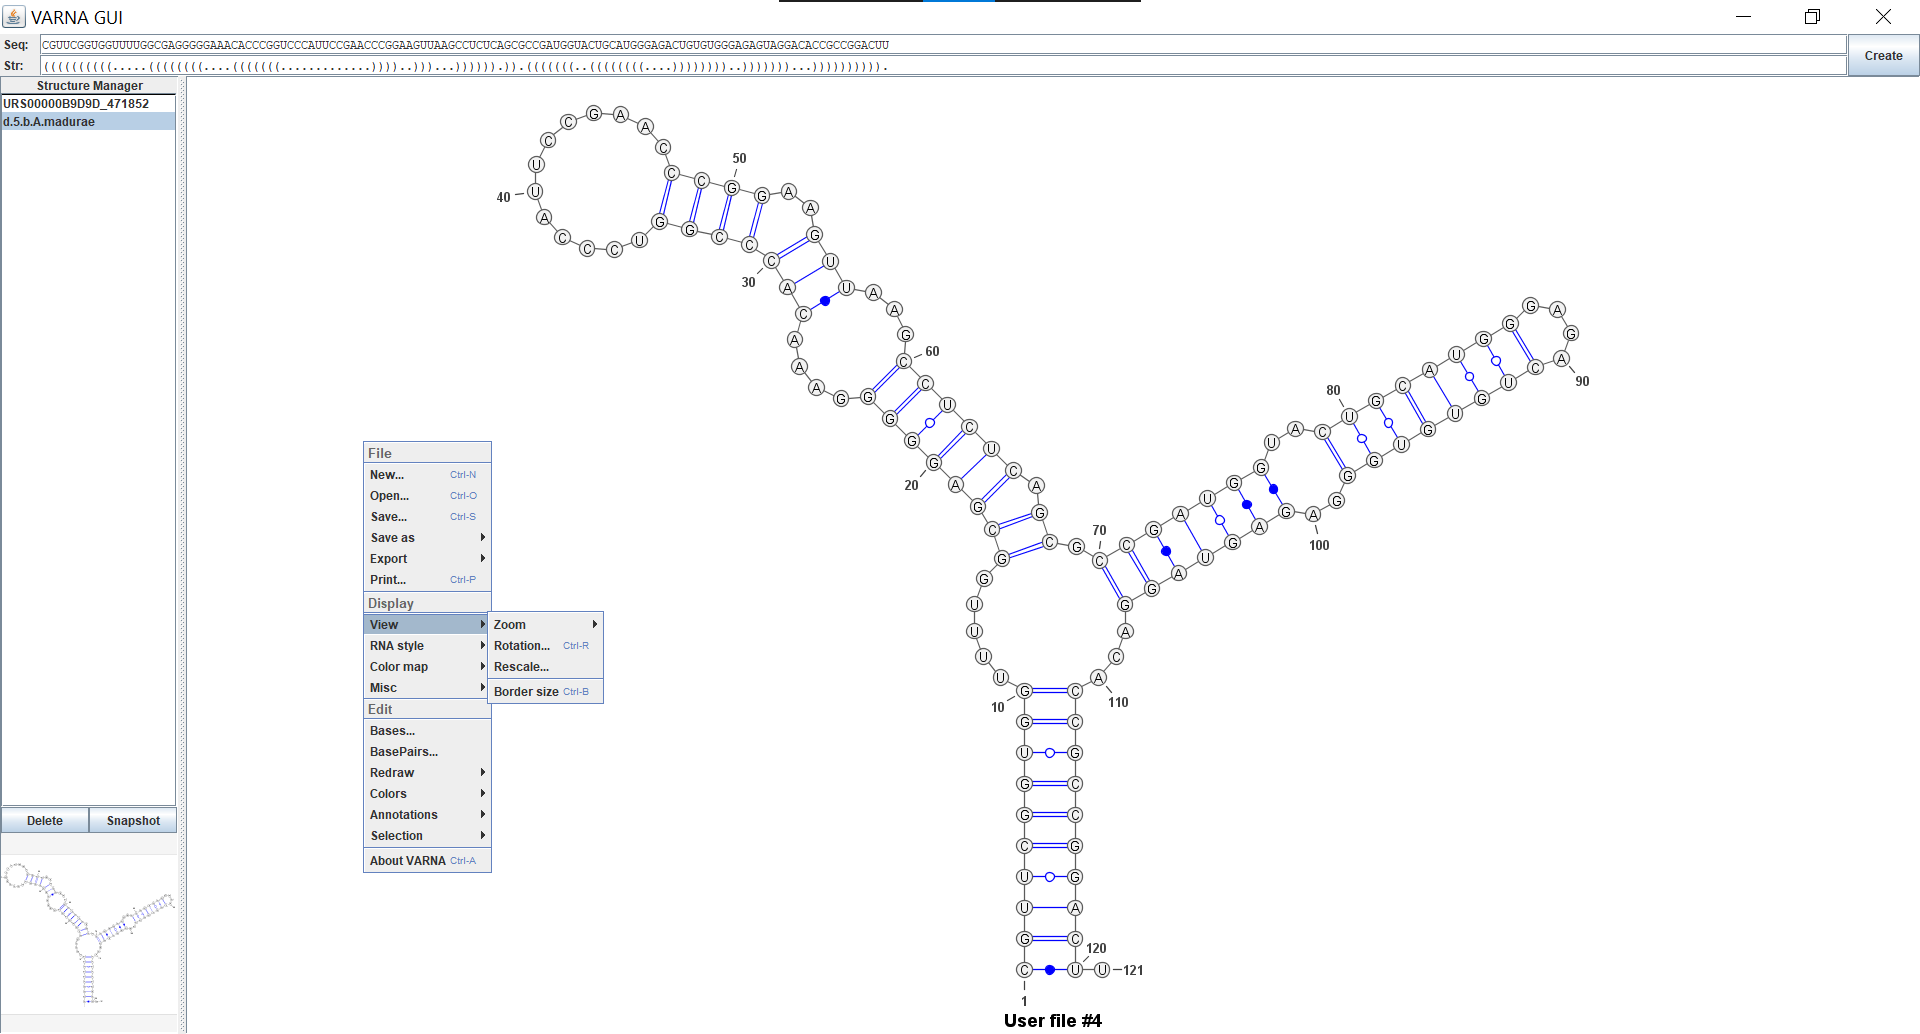 VARNA GUI
Seq: CGUUCGGUGGUUUUGGCGAGGGGGAAACACCCGGUCCCAUUCCGAACCCGGAAGUUAAGCCUCUCAGCGCCGAUGGUACUGCAUGGGAGACUGUGUGGGAGAGUAGGACACCGCCGGACUU
Str: ((((((((((.....((((((((....(((((((.............))))..)))...)))))).)).(((((((..((((((((....))))))))..)))))))...)))))))))).
Create
Structure Manager
URS00000B9D9D_471852
d.5.b.A.madurae
Delete Snapshot
File
New... Ctrl-N
Open... Ctrl-O
Save... Ctrl-S
Save as
Export
Print... Ctrl-P
Display
View
RNA style
Color map
Misc
Edit
Bases...
BasePairs...
Redraw
Colors
Annotations
Selection
About VARNA Ctrl-A
Zoom
Rotation... Ctrl-R
Rescale...
Border size Ctrl-B
1
10
20
30
40
50
60
70
80
90
100
110
120
121
User file #4